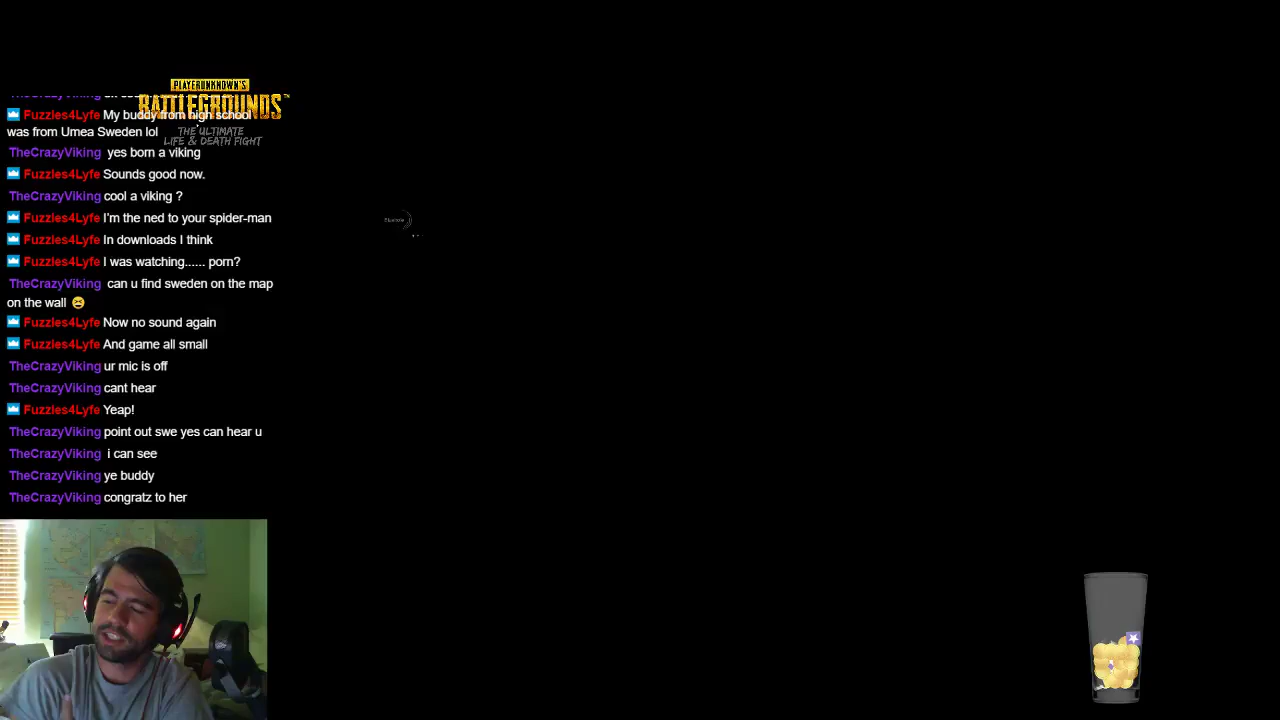 PLAYERUNKNOWN'S
BATTLEGROUNDS™
THE ULTIMATE
LIFE & DEATH FIGHT
TheCrazyViking
Fuzzles4Lyfe My buddy from high school
was from Umea Sweden lol
TheCrazyViking yes born a viking
Fuzzles4Lyfe Sounds good now.
TheCrazyViking cool a viking ?
Fuzzles4Lyfe I'm the ned to your spider-man
Fuzzles4Lyfe In downloads I think
Fuzzles4Lyfe I was watching...... porn?
TheCrazyViking can u find sweden on the map
on the wall 😆
Fuzzles4Lyfe Now no sound again
Fuzzles4Lyfe And game all small
TheCrazyViking ur mic is off
TheCrazyViking cant hear
Fuzzles4Lyfe Yeap!
TheCrazyViking point out swe yes can hear u
TheCrazyViking i can see
TheCrazyViking ye buddy
TheCrazyViking congratz to her